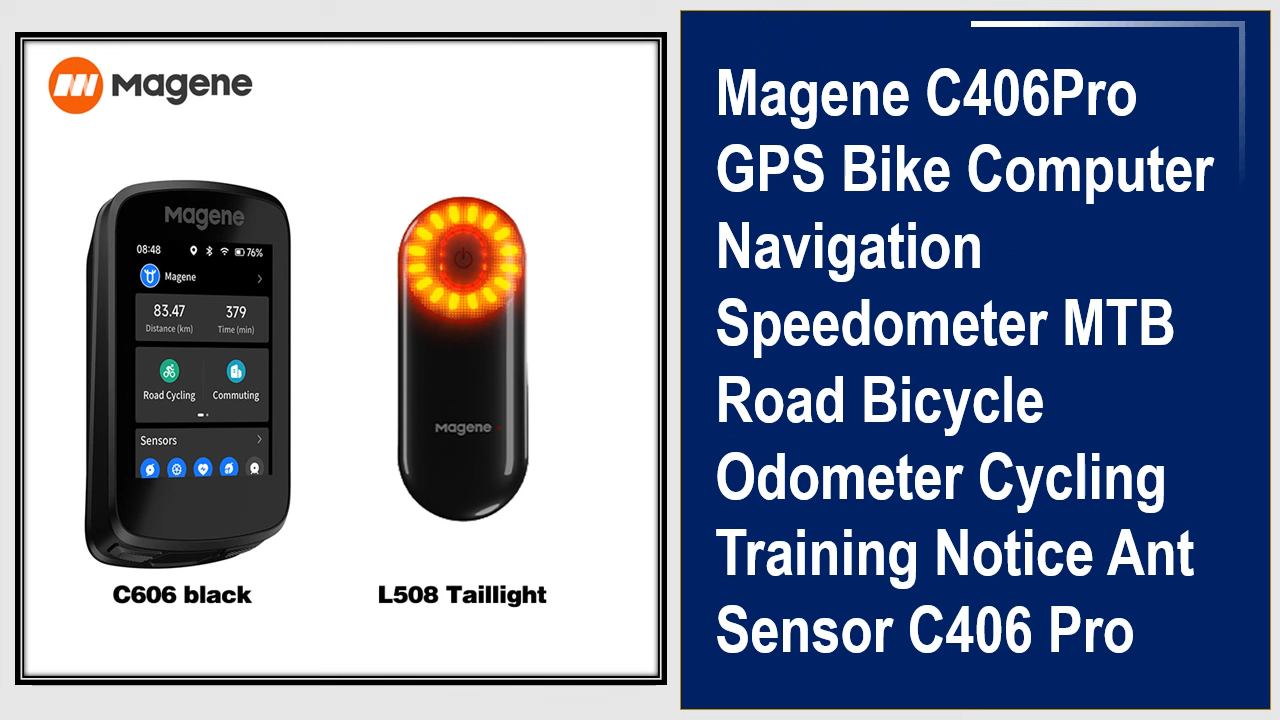 Magene
Magene
08:48 76%
Magene
83.47 379
Distance (km) Time (min)
Road Cycling Commuting
Sensors
Magene
C606 black L508 Taillight
Magene C406Pro
GPS Bike Computer
Navigation
Speedometer MTB
Road Bicycle
Odometer Cycling
Training Notice Ant
Sensor C406 Pro